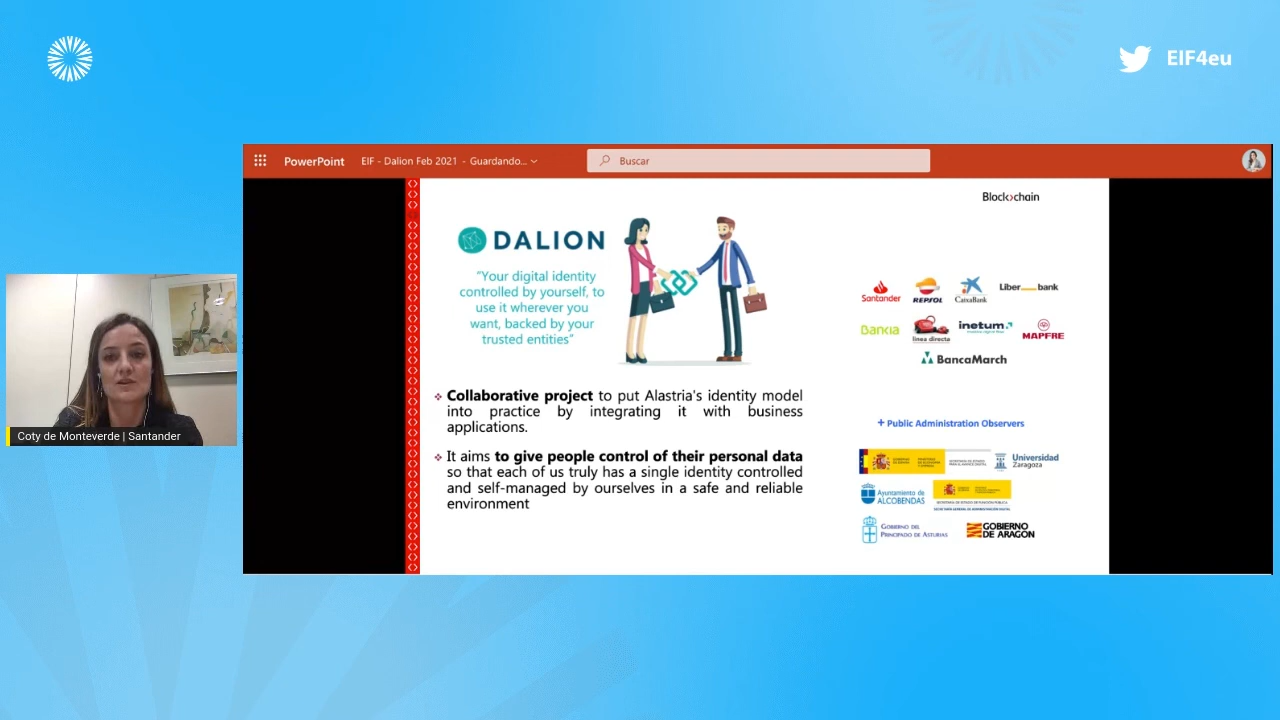 EIF4eu
PowerPoint
EIF - Dalion Feb 2021 - Guardando...
Buscar
Block‹›chain
DALION
"Your digital identity
controlled by yourself, to
use it wherever you
want, backed by your
trusted entities"
Santander
REPSOL
CaixaBank
Liberbank
Bankia
línea directa
inetum.
MAPFRE
BancaMarch
Collaborative project to put Alastria's identity model
into practice by integrating it with business
applications.
It aims to give people control of their personal data
so that each of us truly has a single identity controlled
and self-managed by ourselves in a safe and reliable
environment
+ Public Administration Observers
Universidad
Zaragoza
Ayuntamiento de
ALCOBENDAS
GOBIERNO DEL
PRINCIPADO DE ASTURIAS
GOBIERNO
DE ARAGON
Coty de Monteverde | Santander